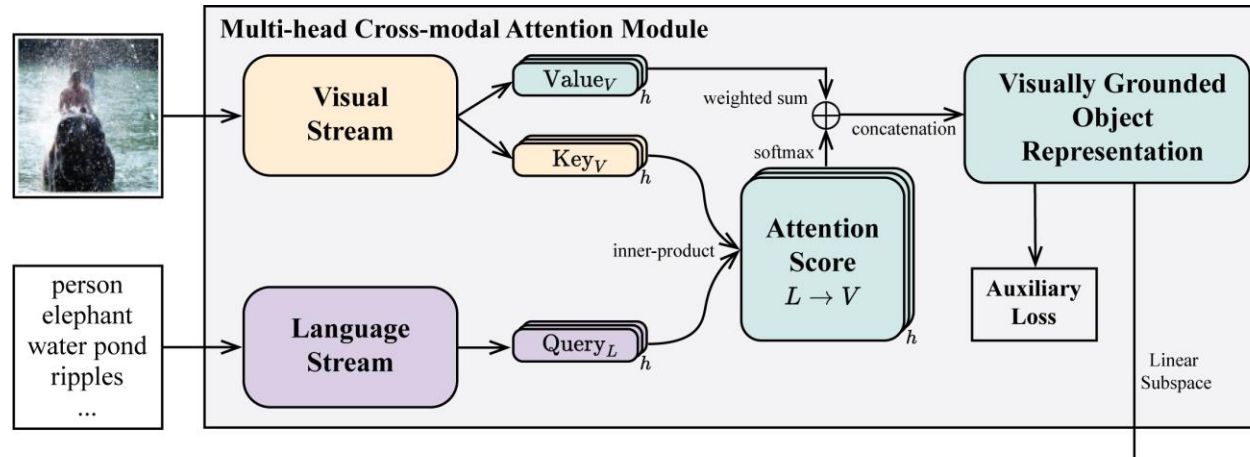 Multi-head Cross-modal Attention Module
Visual
Stream
Value_V
h
weighted sum
concatenation
Visually Grounded
Object
Representation
Key_V
h
softmax
inner-product
Attention
Score
L → V
h
person
elephant
water pond
ripples
...
Language
Stream
Query_L
h
Auxiliary
Loss
Linear
Subspace